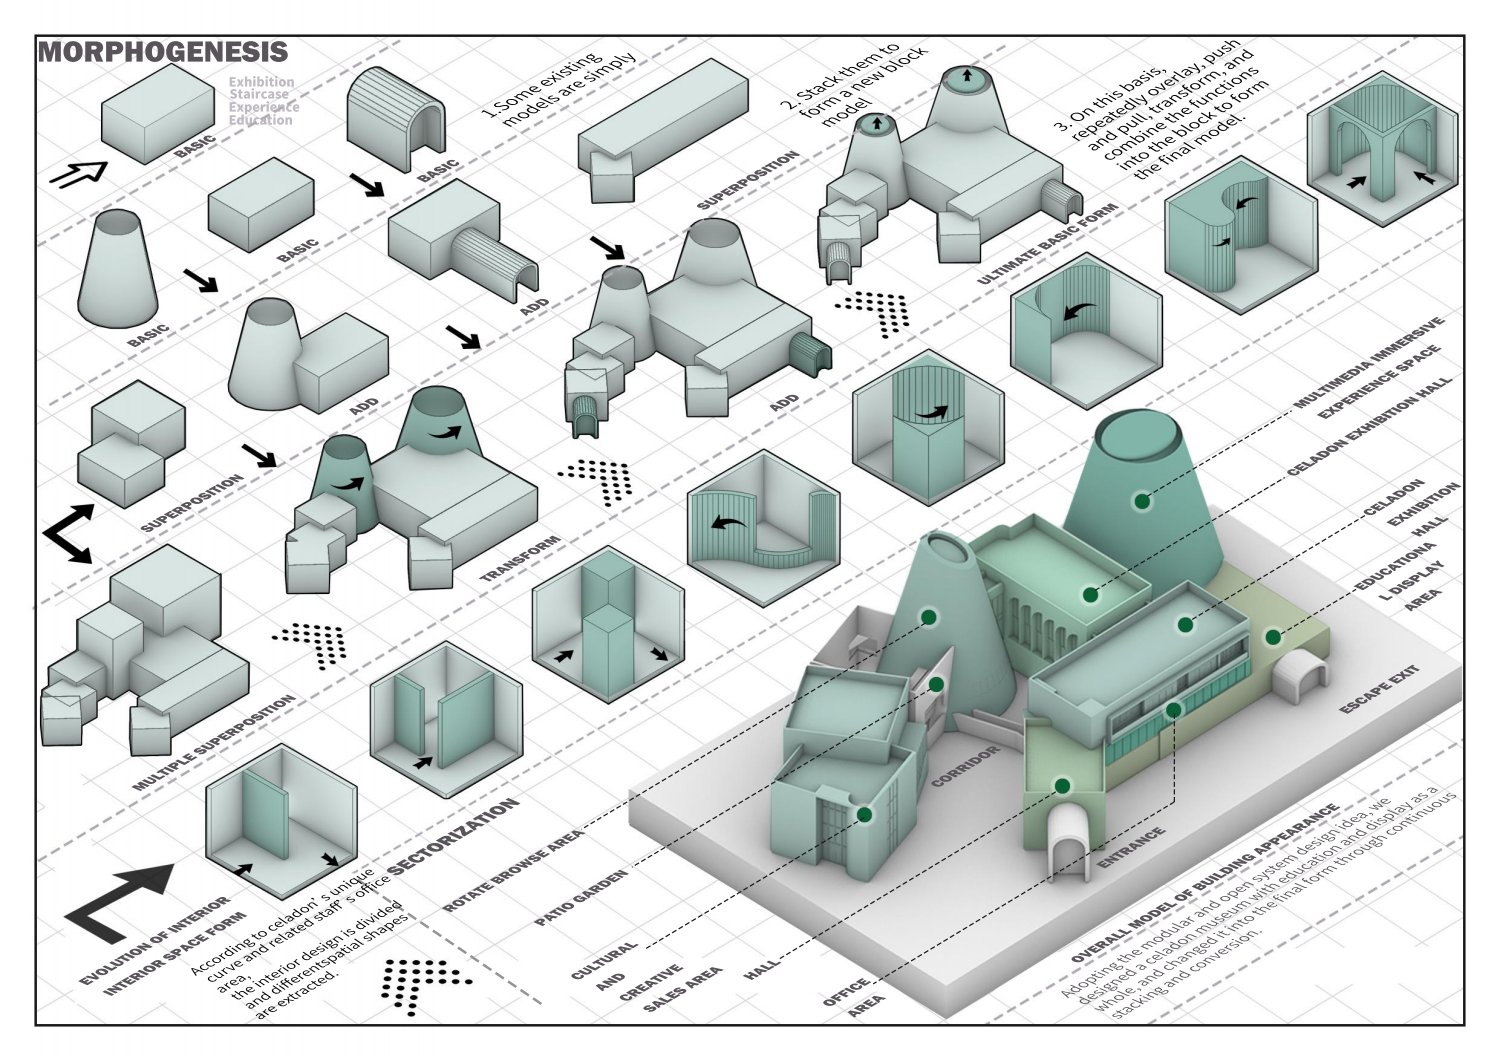 MORPHOGENESIS
Exhibition
Staircase
Experience
Education
BASIC
BASIC
BASIC
BASIC
1.Some existing
models are simply
2. Stack them to
form a new block
model
3. On this basis,
repeatedly overlay, push
and pull, transform, and
combine the functions
into the block to form
the final model.
SUPERPOSITION
ADD
ADD
ADD
ULTIMATE BASIC FORM
SUPERPOSITION
TRANSFORM
MULTIPLE SUPERPOSITION
MULTIMEDIA IMMERSIVE
EXPERIENCE SPACE
CELADON EXHIBITION HALL
CELADON
EXHIBITION
HALL
EDUCATIONA
L DISPLAY
AREA
ESCAPE EXIT
CORRIDOR
ENTRANCE
SECTORIZATION
ROTATE BROWSE AREA
PATIO GARDEN
CULTURAL
AND
CREATIVE
SALES AREA
HALL
OFFICE
AREA
EVOLUTION OF INTERIOR
INTERIOR SPACE FORM
According to celadon' s unique
curve and related staff' s office
area,
the interior design is divided
and differentspatial shapes
are extracted.
OVERALL MODEL OF BUILDING APPEARANCE
Adopting the modular and open system design idea, we
designed a celadon museum with education and display as a
whole, and changed it into the final form through continuous
stacking and conversion.